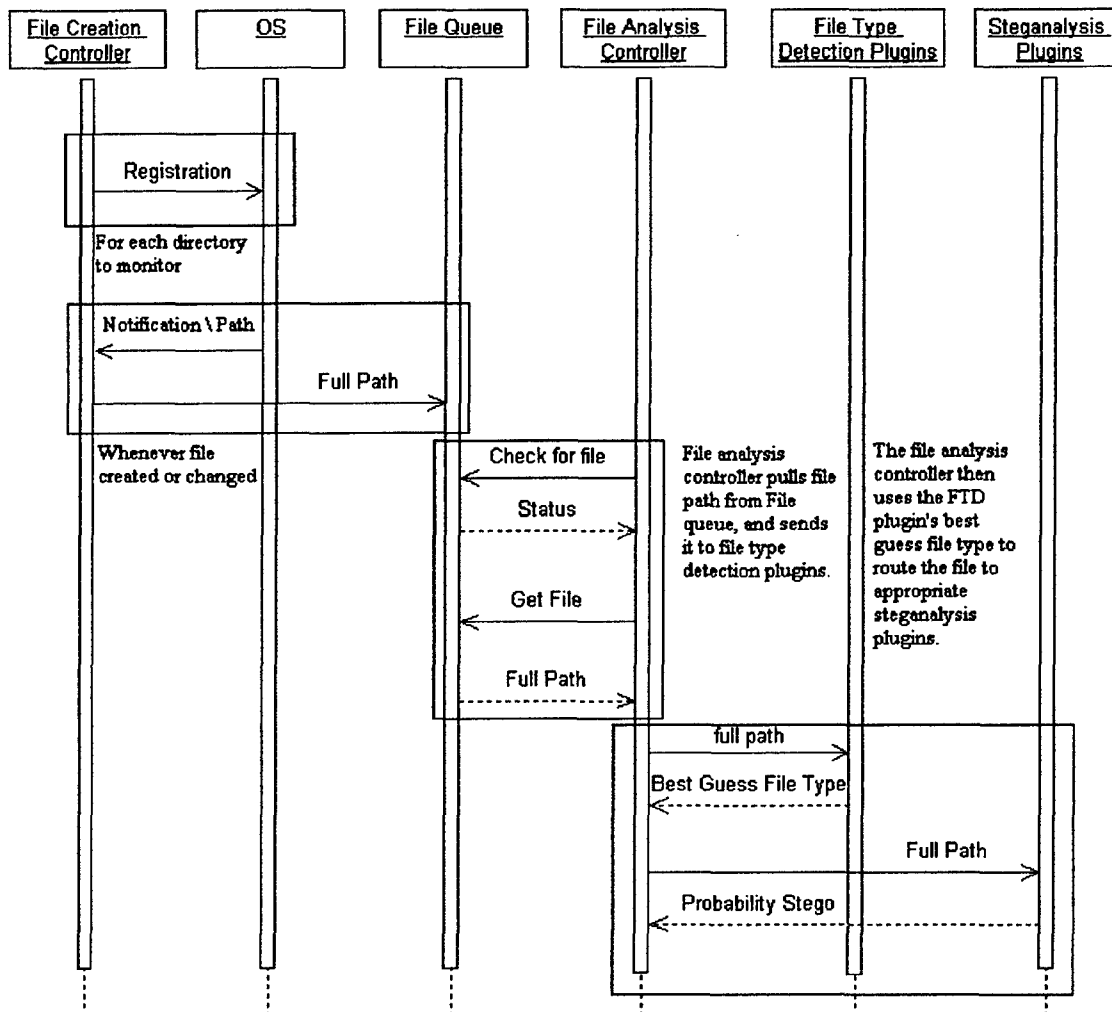 File Creation
Controller
OS
File Queue
File Analysis
Controller
File Type
Detection Plugins
Steganalysis
Plugins
Registration
For each directory
to monitor
Notification \ Path
Full Path
Whenever file
created or changed
Check for file
Status
Get File
Full Path
File analysis
controller pulls file
path from File
queue, and sends
it to file type
detection plugins.
The file analysis
controller then
uses the FTD
plugin's best
guess file type to
route the file to
appropriate
steganalysis
plugins.
full path
Best Guess File Type
Full Path
Probability Stego